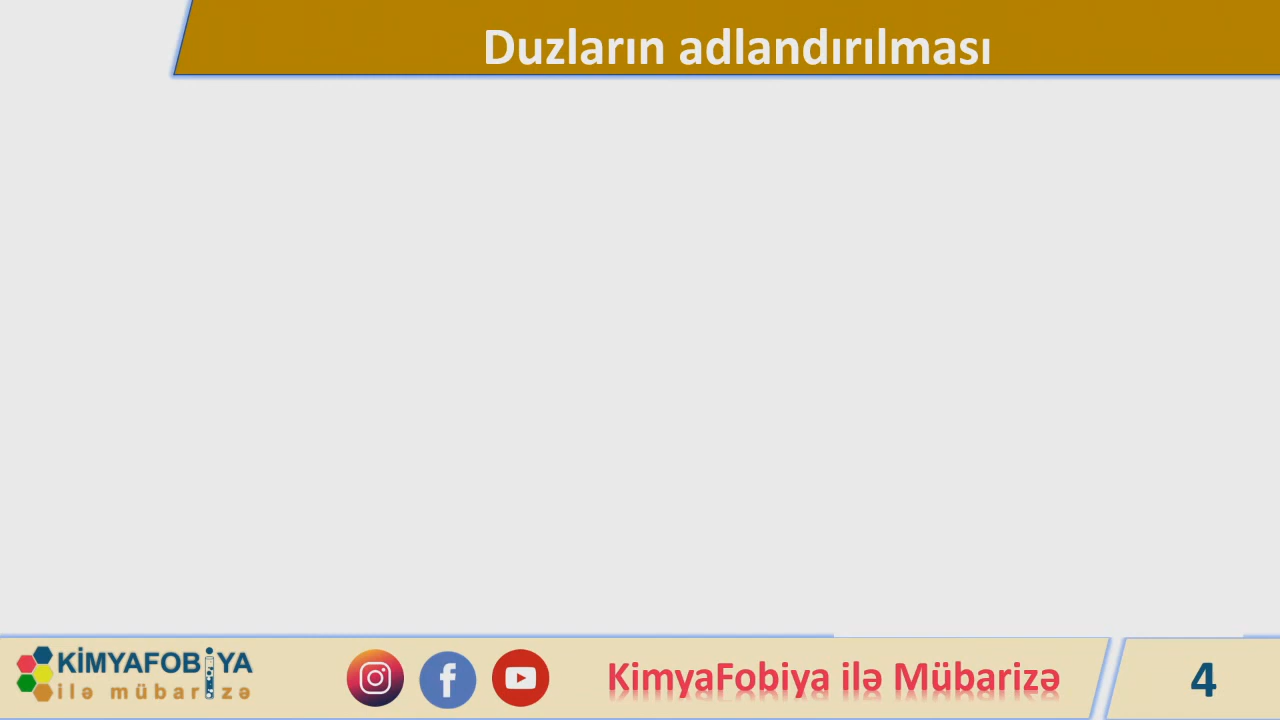 Duzların adlandırılması
KİMYAFOBİYA
ilə mübarizə
KimyaFobiya ilə Mübarizə
4